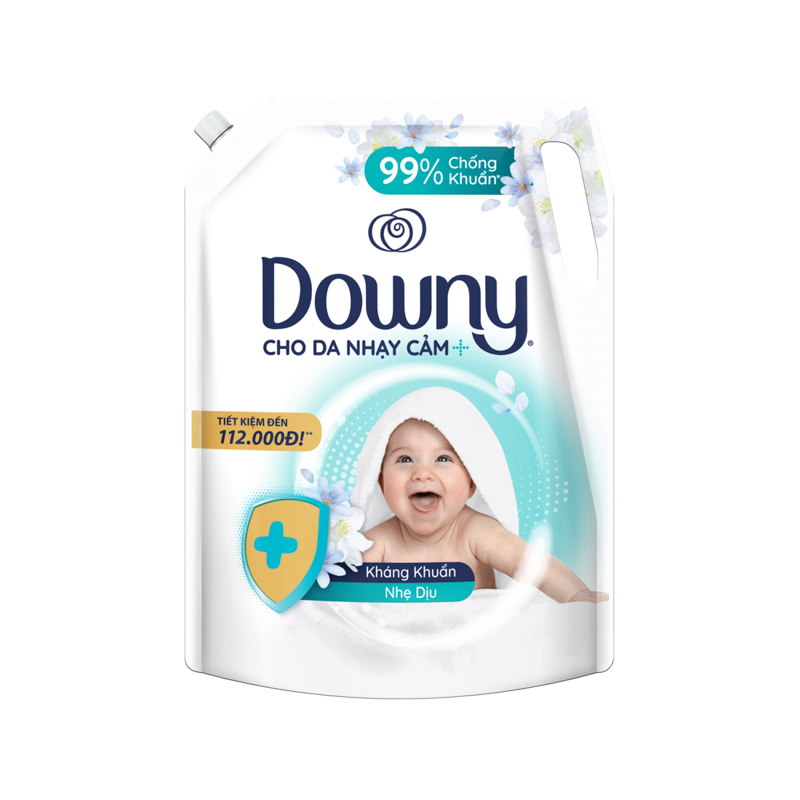 99% Chống
Khuẩn*
Downy®
CHO DA NHẠY CẢM+
TIẾT KIỆM ĐẾN
112.000Đ!**
Kháng Khuẩn
Nhẹ Dịu